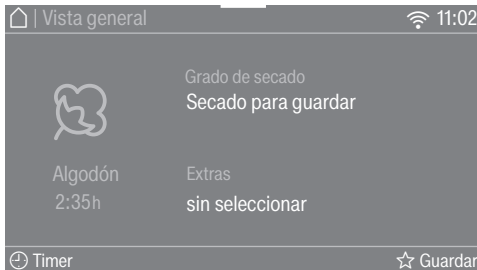 | Vista general
11:02
Grado de secado
Secado para guardar
Algodón
2:35h
Extras
sin seleccionar
Timer
Guardar